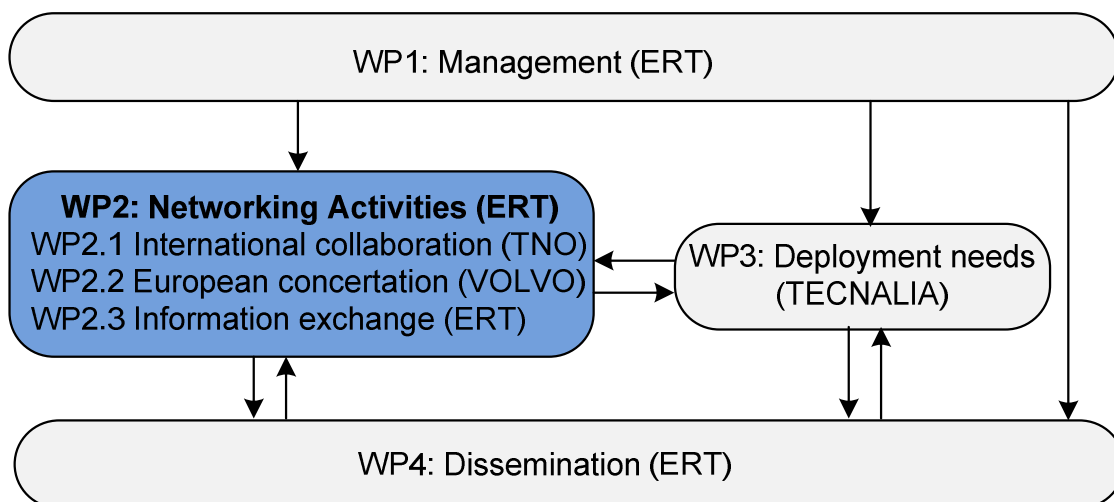 WP1: Management (ERT)
WP2: Networking Activities (ERT)
WP2.1 International collaboration (TNO)
WP2.2 European concertation (VOLVO)
WP2.3 Information exchange (ERT)
WP3: Deployment needs
(TECNALIA)
WP4: Dissemination (ERT)